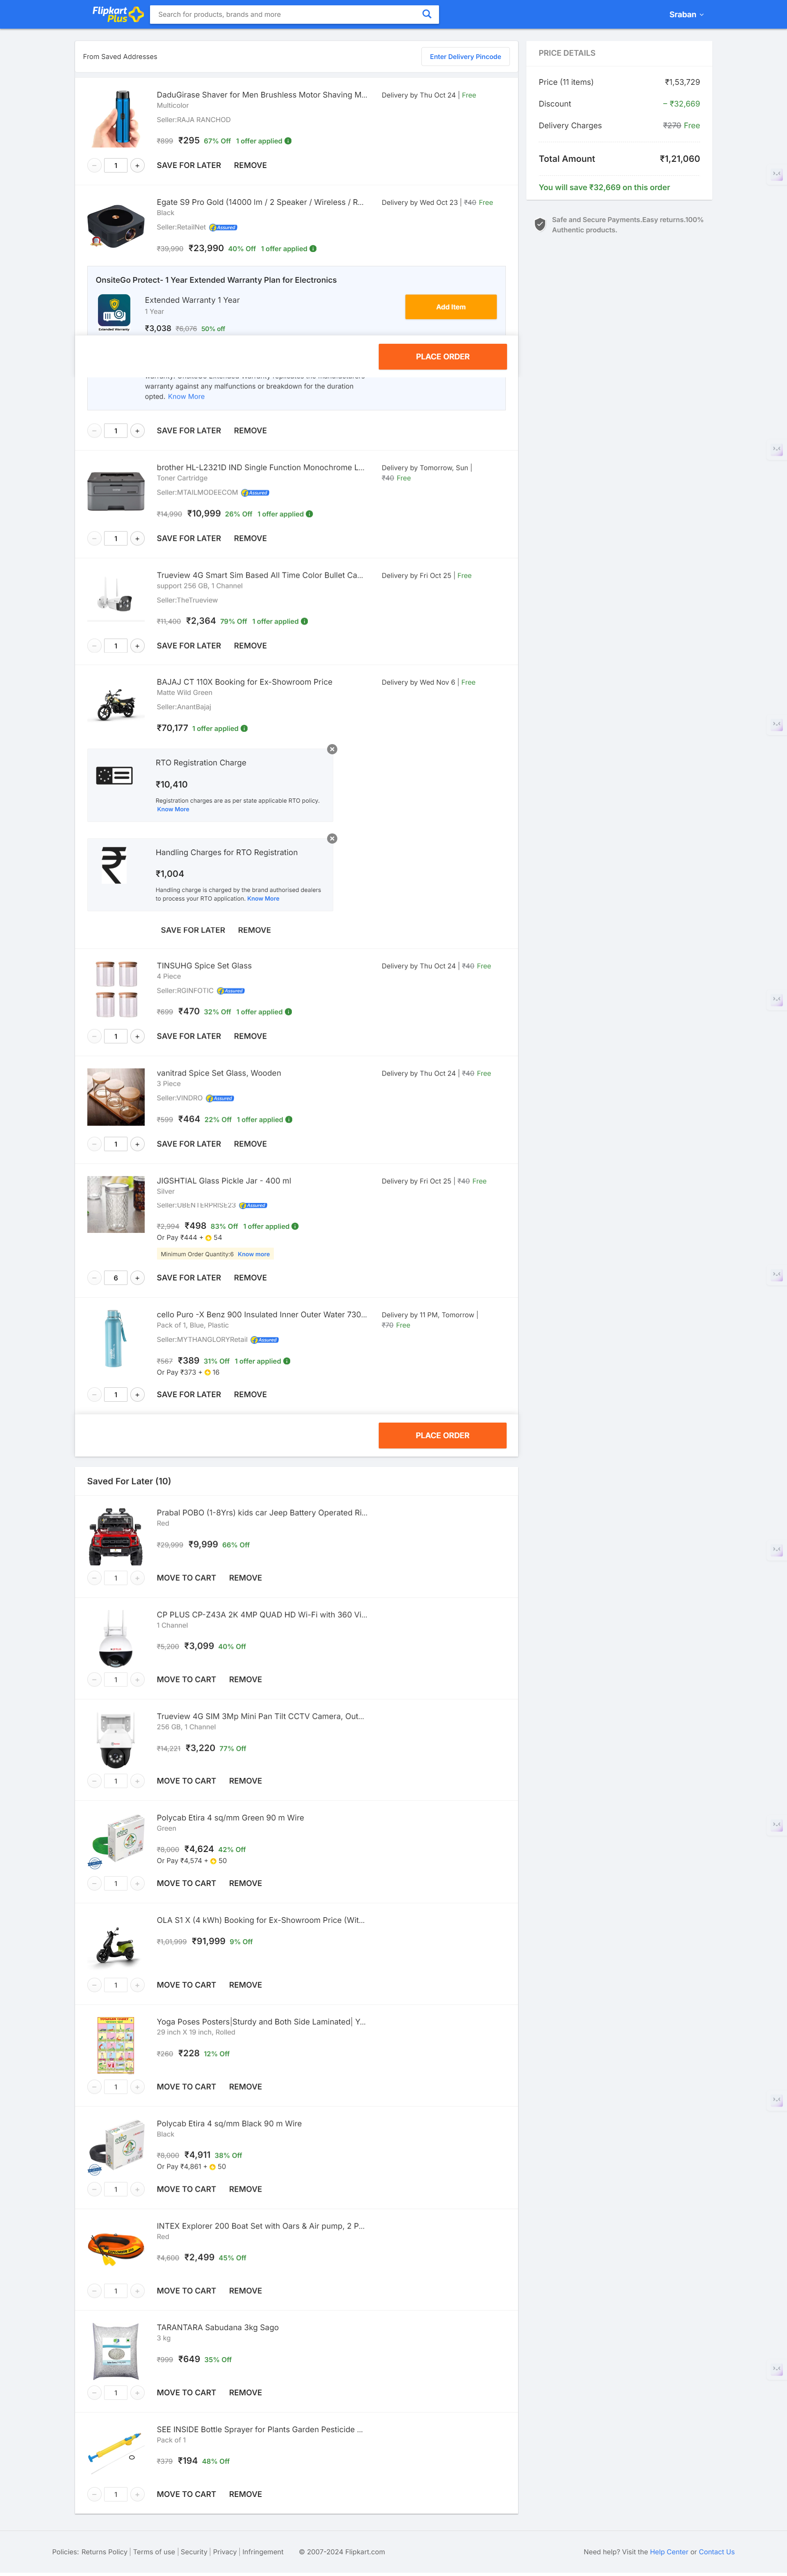 Flipkart
Plus
Search for products, brands and more
Sraban
From Saved Addresses
Enter Delivery Pincode
DaduGirase Shaver for Men Brushless Motor Shaving M...
Multicolor
Seller:RAJA RANCHOD
₹899 ₹295 67% Off 1 offer applied
Delivery by Thu Oct 24 | Free
1
SAVE FOR LATER REMOVE
Egate S9 Pro Gold (14000 lm / 2 Speaker / Wireless / R...
Black
Seller:RetailNet Assured
₹39,990 ₹23,990 40% Off 1 offer applied
Delivery by Wed Oct 23 | ₹40 Free
OnsiteGo Protect- 1 Year Extended Warranty Plan for Electronics
Extended Warranty
Extended Warranty 1 Year
1 Year
₹3,038 ₹6,076 50% off
Add Item
PLACE ORDER
warranty against any malfunctions or breakdown for the duration
opted. Know More
1
SAVE FOR LATER REMOVE
brother HL-L2321D IND Single Function Monochrome L...
Toner Cartridge
Seller:MTAILMODEECOM Assured
₹14,990 ₹10,999 26% Off 1 offer applied
Delivery by Tomorrow, Sun |
₹40 Free
1
SAVE FOR LATER REMOVE
Trueview 4G Smart Sim Based All Time Color Bullet Ca...
support 256 GB, 1 Channel
Seller:TheTrueview
₹11,400 ₹2,364 79% Off 1 offer applied
Delivery by Fri Oct 25 | Free
1
SAVE FOR LATER REMOVE
BAJAJ CT 110X Booking for Ex-Showroom Price
Matte Wild Green
Seller:AnantBajaj
₹70,177 1 offer applied
Delivery by Wed Nov 6 | Free
RTO Registration Charge
₹10,410
Registration charges are as per state applicable RTO policy.
Know More
Handling Charges for RTO Registration
₹1,004
Handling charge is charged by the brand authorised dealers
to process your RTO application. Know More
SAVE FOR LATER REMOVE
TINSUHG Spice Set Glass
4 Piece
Seller:RGINFOTIC Assured
₹699 ₹470 32% Off 1 offer applied
Delivery by Thu Oct 24 | ₹40 Free
1
SAVE FOR LATER REMOVE
vanitrad Spice Set Glass, Wooden
3 Piece
Seller:VINDRO Assured
₹599 ₹464 22% Off 1 offer applied
Delivery by Thu Oct 24 | ₹40 Free
1
SAVE FOR LATER REMOVE
JIGSHTIAL Glass Pickle Jar - 400 ml
Silver
Seller:UBENTERPRISE23 Assured
₹2,994 ₹498 83% Off 1 offer applied
Or Pay ₹444 + 54
Minimum Order Quantity:6 Know more
Delivery by Fri Oct 25 | ₹40 Free
6
SAVE FOR LATER REMOVE
cello Puro -X Benz 900 Insulated Inner Outer Water 730...
Pack of 1, Blue, Plastic
Seller:MYTHANGLORYRetail Assured
₹567 ₹389 31% Off 1 offer applied
Or Pay ₹373 + 16
Delivery by 11 PM, Tomorrow |
₹70 Free
1
SAVE FOR LATER REMOVE
PLACE ORDER
PRICE DETAILS
Price (11 items) ₹1,53,729
Discount − ₹32,669
Delivery Charges ₹270 Free
Total Amount ₹1,21,060
You will save ₹32,669 on this order
Safe and Secure Payments.Easy returns.100%
Authentic products.
Saved For Later (10)
Prabal POBO (1-8Yrs) kids car Jeep Battery Operated Ri...
Red
₹29,999 ₹9,999 66% Off
1
MOVE TO CART REMOVE
CP PLUS CP-Z43A 2K 4MP QUAD HD Wi-Fi with 360 Vi...
1 Channel
₹5,200 ₹3,099 40% Off
1
MOVE TO CART REMOVE
Trueview 4G SIM 3Mp Mini Pan Tilt CCTV Camera, Out...
256 GB, 1 Channel
₹14,221 ₹3,220 77% Off
1
MOVE TO CART REMOVE
Polycab Etira 4 sq/mm Green 90 m Wire
Green
₹8,000 ₹4,624 42% Off
Or Pay ₹4,574 + 50
1
MOVE TO CART REMOVE
OLA S1 X (4 kWh) Booking for Ex-Showroom Price (Wit...
₹1,01,999 ₹91,999 9% Off
1
MOVE TO CART REMOVE
Yoga Poses Posters|Sturdy and Both Side Laminated| Y...
29 inch X 19 inch, Rolled
₹260 ₹228 12% Off
1
MOVE TO CART REMOVE
Polycab Etira 4 sq/mm Black 90 m Wire
Black
₹8,000 ₹4,911 38% Off
Or Pay ₹4,861 + 50
1
MOVE TO CART REMOVE
INTEX Explorer 200 Boat Set with Oars & Air pump, 2 P...
Red
₹4,600 ₹2,499 45% Off
1
MOVE TO CART REMOVE
TARANTARA Sabudana 3kg Sago
3 kg
₹999 ₹649 35% Off
1
MOVE TO CART REMOVE
SEE INSIDE Bottle Sprayer for Plants Garden Pesticide ...
Pack of 1
₹379 ₹194 48% Off
1
MOVE TO CART REMOVE
Policies: Returns Policy | Terms of use | Security | Privacy | Infringement © 2007-2024 Flipkart.com Need help? Visit the Help Center or Contact Us